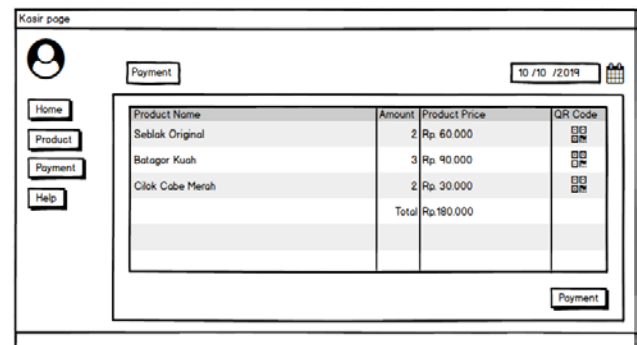 Kasir page
Payment
10 /10 /2019
Home
Product
Payment
Help
Product Name Amount Product Price QR Code
Seblak Original 2 Rp. 60.000
Batagor Kuah 3 Rp. 90.000
Cilok Cabe Merah 2 Rp. 30.000
Total Rp.180.000
Payment